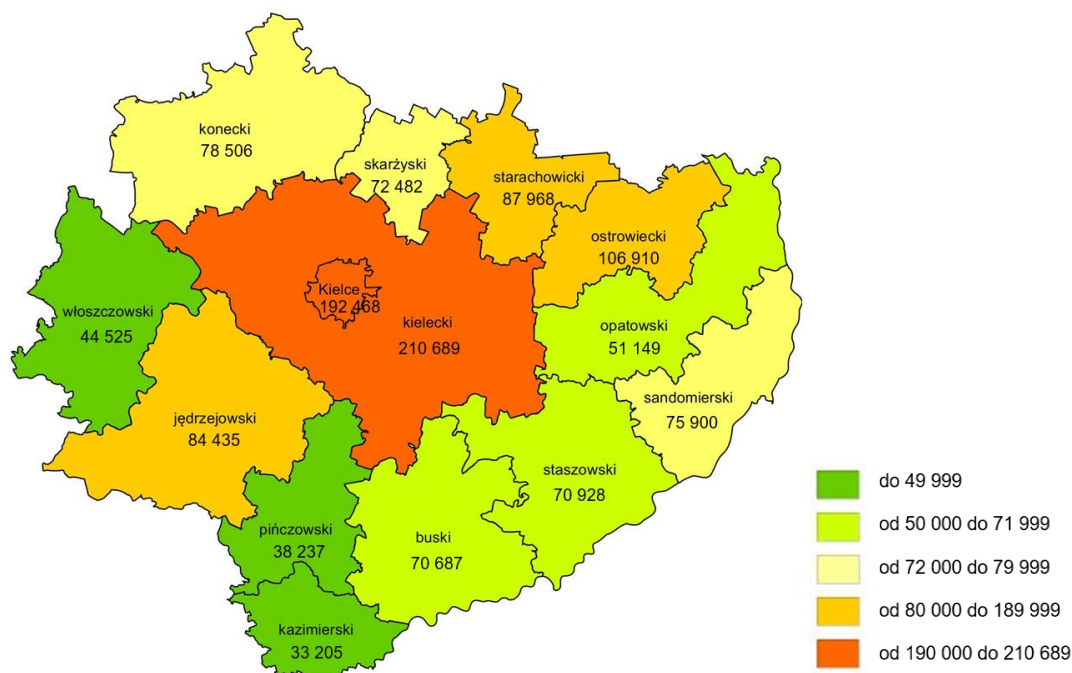 konecki
78 506
skarżyski
72 482
starachowicki
87 968
ostrowiecki
106 910
włoszczowski
44 525
Kielce
192 468
kielecki
210 689
opatowski
51 149
sandomierski
75 900
jędrzejowski
84 435
staszowski
70 928
pińczowski
38 237
buski
70 687
kazimierski
33 205
do 49 999
od 50 000 do 71 999
od 72 000 do 79 999
od 80 000 do 189 999
od 190 000 do 210 689